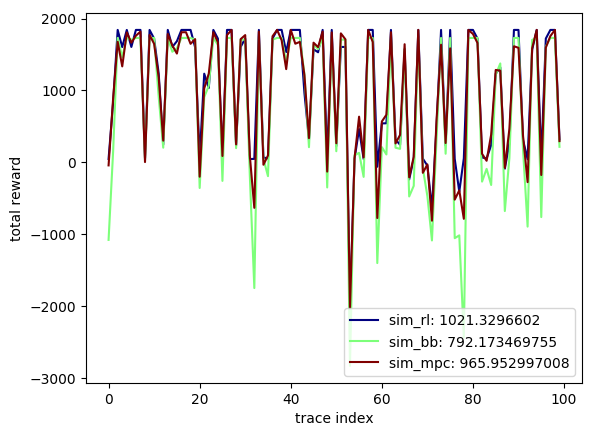 2000
1000
0
−1000
−2000
−3000
total reward
sim_rl: 1021.3296602
sim_bb: 792.173469755
sim_mpc: 965.952997008
0
20
40
60
80
100
trace index